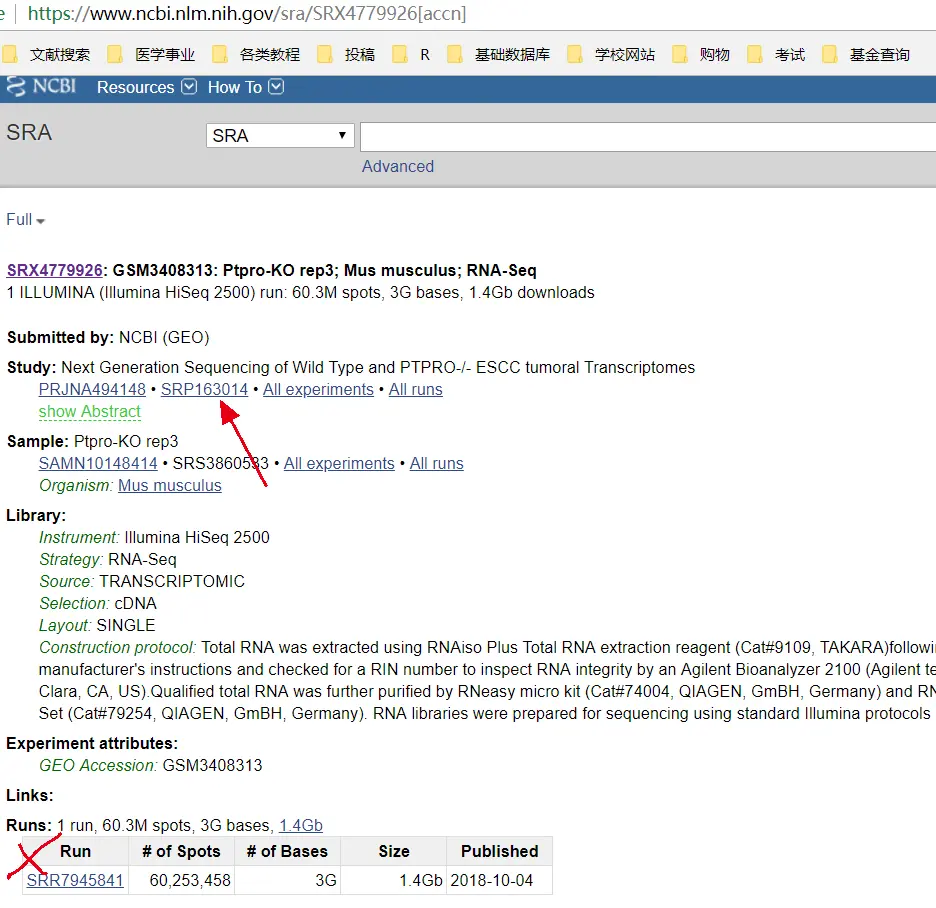 e https://www.ncbi.nlm.nih.gov/sra/SRX4779926[accn]
文献搜索 医学事业 各类教程 投稿 R 基础数据库 学校网站 购物 考试 基金查询
NCBI Resources How To
SRA SRA
Advanced
Full
SRX4779926: GSM3408313: Ptpro-KO rep3; Mus musculus; RNA-Seq
1 ILLUMINA (Illumina HiSeq 2500) run: 60.3M spots, 3G bases, 1.4Gb downloads
Submitted by: NCBI (GEO)
Study: Next Generation Sequencing of Wild Type and PTPRO-/- ESCC tumoral Transcriptomes
PRJNA494148 • SRP163014 • All experiments • All runs
show Abstract
Sample: Ptpro-KO rep3
SAMN10148414 • SRS3860533 • All experiments • All runs
Organism: Mus musculus
Library:
Instrument: Illumina HiSeq 2500
Strategy: RNA-Seq
Source: TRANSCRIPTOMIC
Selection: cDNA
Layout: SINGLE
Construction protocol: Total RNA was extracted using RNAiso Plus Total RNA extraction reagent (Cat#9109, TAKARA)followi
manufacturer's instructions and checked for a RIN number to inspect RNA integrity by an Agilent Bioanalyzer 2100 (Agilent te
Clara, CA, US).Qualified total RNA was further purified by RNeasy micro kit (Cat#74004, QIAGEN, GmBH, Germany) and RN
Set (Cat#79254, QIAGEN, GmBH, Germany). RNA libraries were prepared for sequencing using standard Illumina protocols
Experiment attributes:
GEO Accession: GSM3408313
Links:
Runs: 1 run, 60.3M spots, 3G bases, 1.4Gb
Run # of Spots # of Bases Size Published
SRR7945841 60,253,458 3G 1.4Gb 2018-10-04